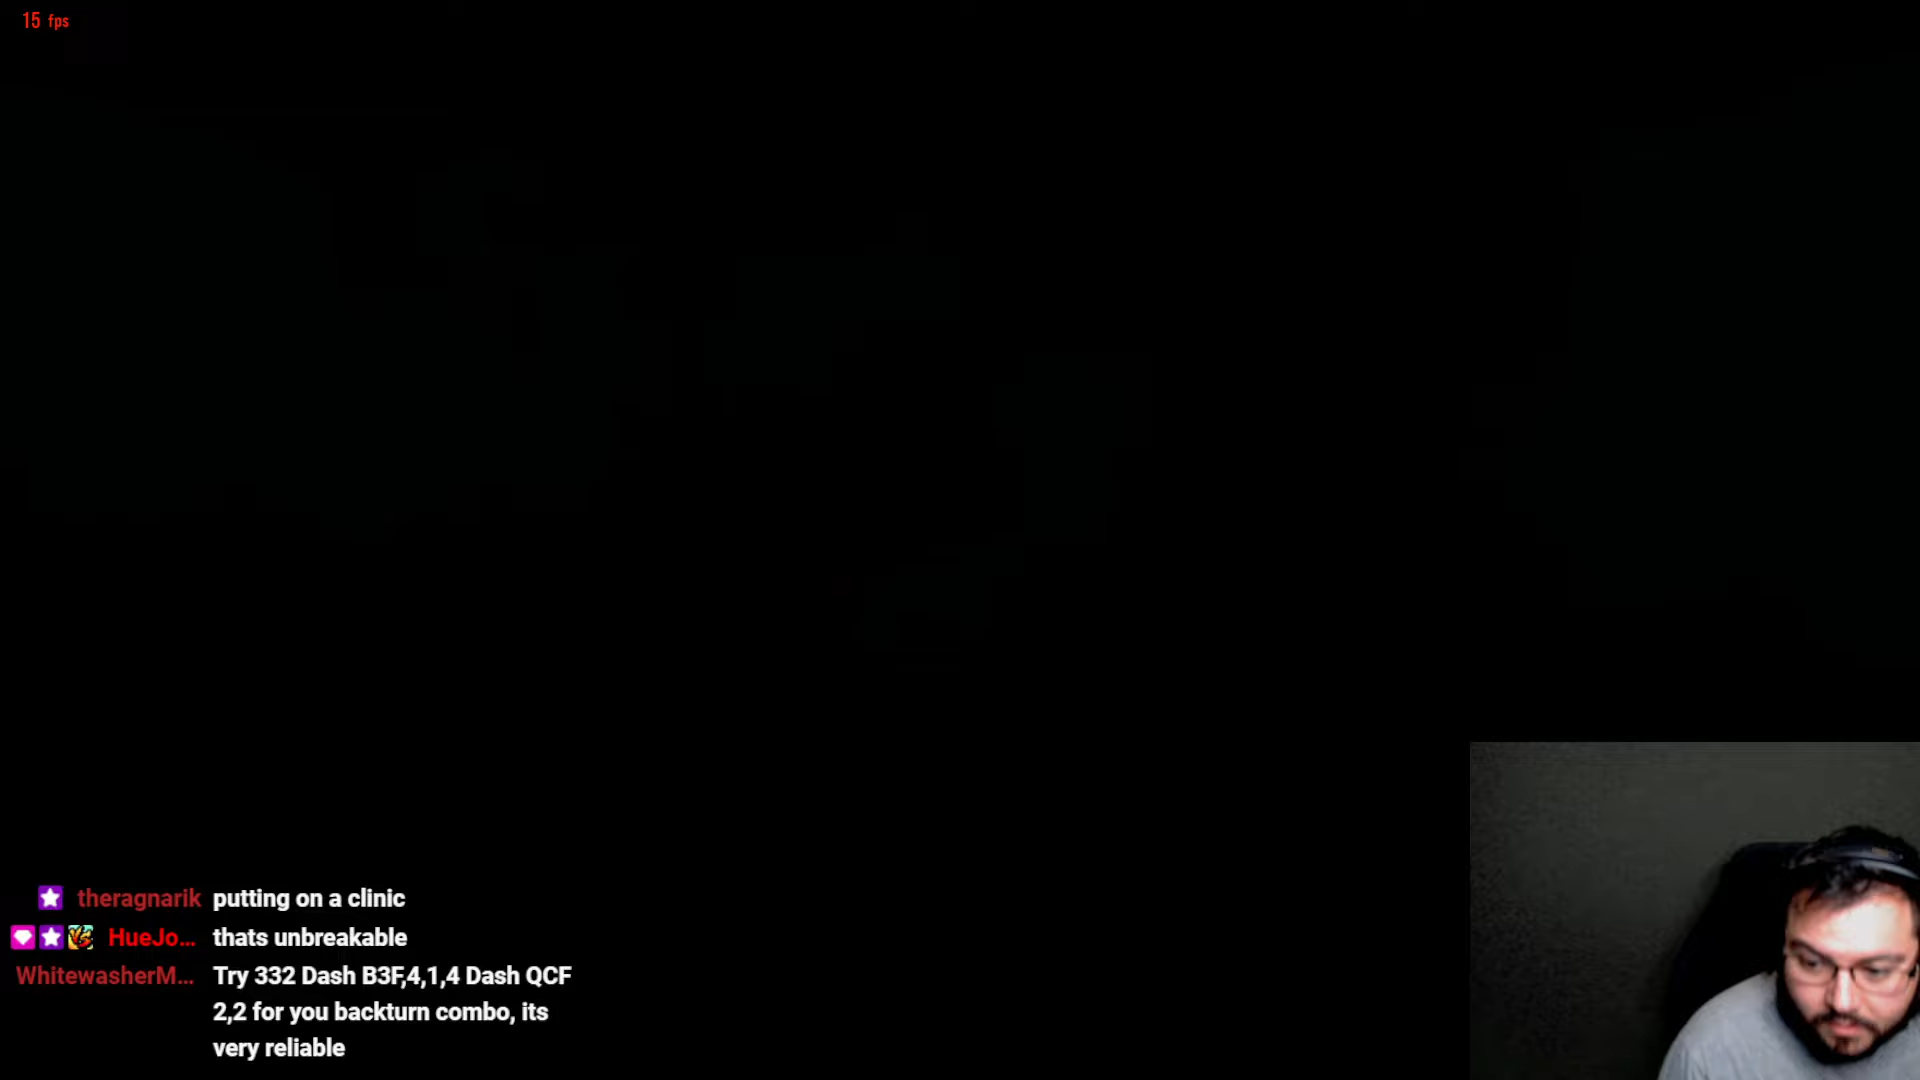 15 fps
theragnarik putting on a clinic
HueJo... thats unbreakable
WhitewasherM... Try 332 Dash B3F,4,1,4 Dash QCF
2,2 for you backturn combo, its
very reliable